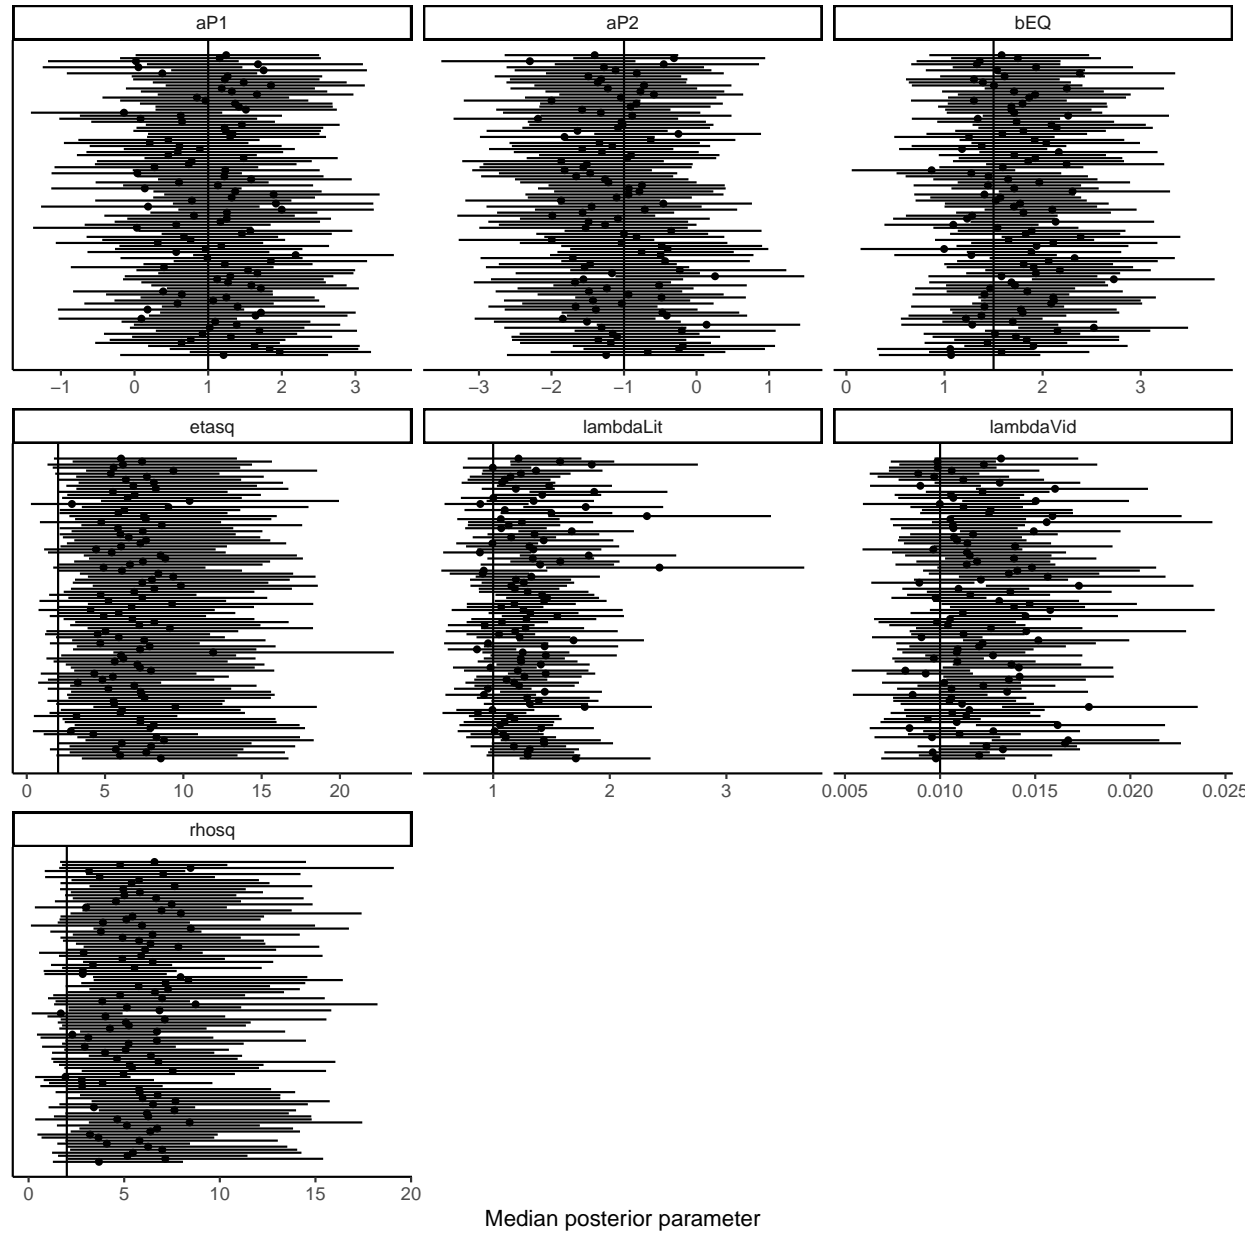 aP1 aP2 bEQ
−1 0 1 2 3 −3 −2 −1 0 1 0 1 2 3
etasq lambdaLit lambdaVid
0 5 10 15 20 1 2 3 0.005 0.010 0.015 0.020 0.025
rhosq
0 5 10 15 20
Median posterior parameter